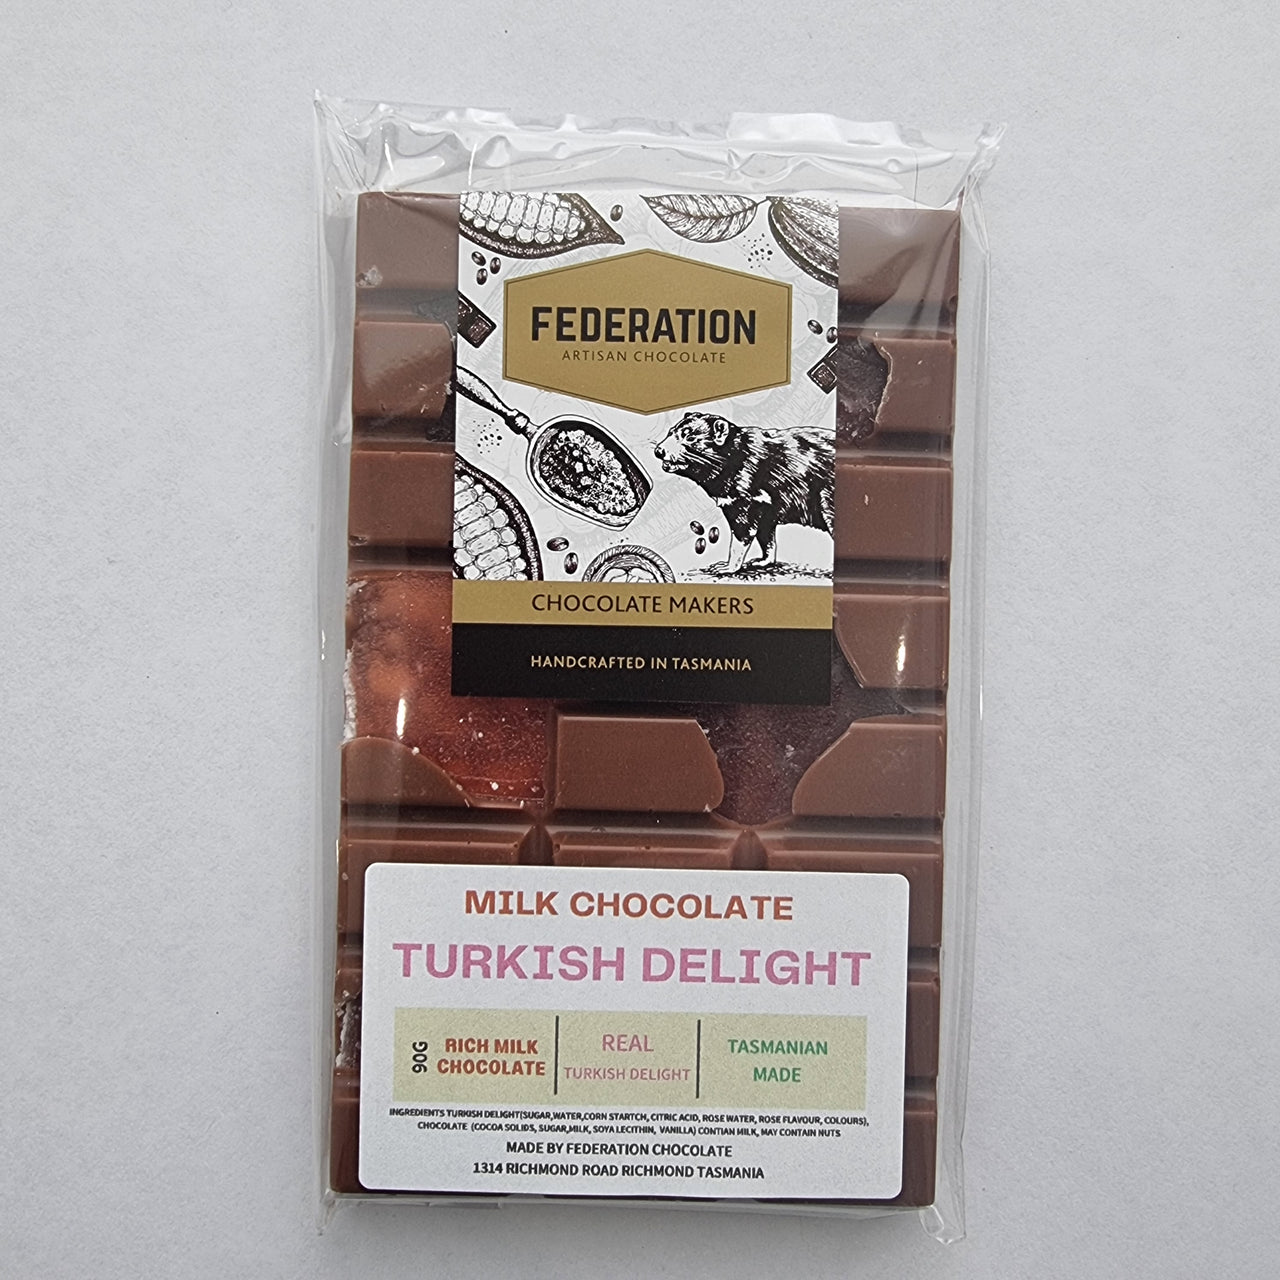 FEDERATION
ARTISAN CHOCOLATE
CHOCOLATE MAKERS
HANDCRAFTED IN TASMANIA
MILK CHOCOLATE
TURKISH DELIGHT
90G
RICH MILK
CHOCOLATE
REAL
TURKISH DELIGHT
TASMANIAN
MADE
INGREDIENTS TURKISH DELIGHT(SUGAR,WATER,CORN STARTCH, CITRIC ACID, ROSE WATER, ROSE FLAVOUR, COLOURS),
CHOCOLATE (COCOA SOLIDS, SUGAR,MILK, SOYA LECITHIN, VANILLA) CONTIAN MILK, MAY CONTAIN NUTS
MADE BY FEDERATION CHOCOLATE
1314 RICHMOND ROAD RICHMOND TASMANIA